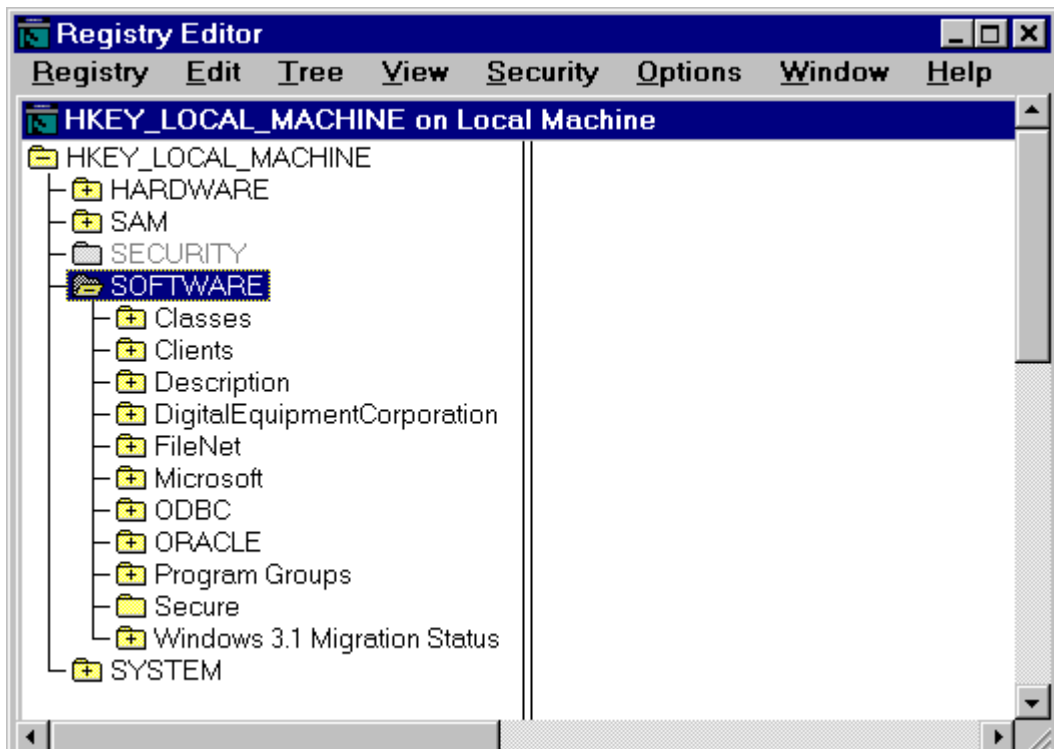 Registry Editor
Registry Edit Tree View Security Options Window Help
HKEY_LOCAL_MACHINE on Local Machine
HKEY_LOCAL_MACHINE
HARDWARE
SAM
SECURITY
SOFTWARE
Classes
Clients
Description
DigitalEquipmentCorporation
FileNet
Microsoft
ODBC
ORACLE
Program Groups
Secure
Windows 3.1 Migration Status
SYSTEM